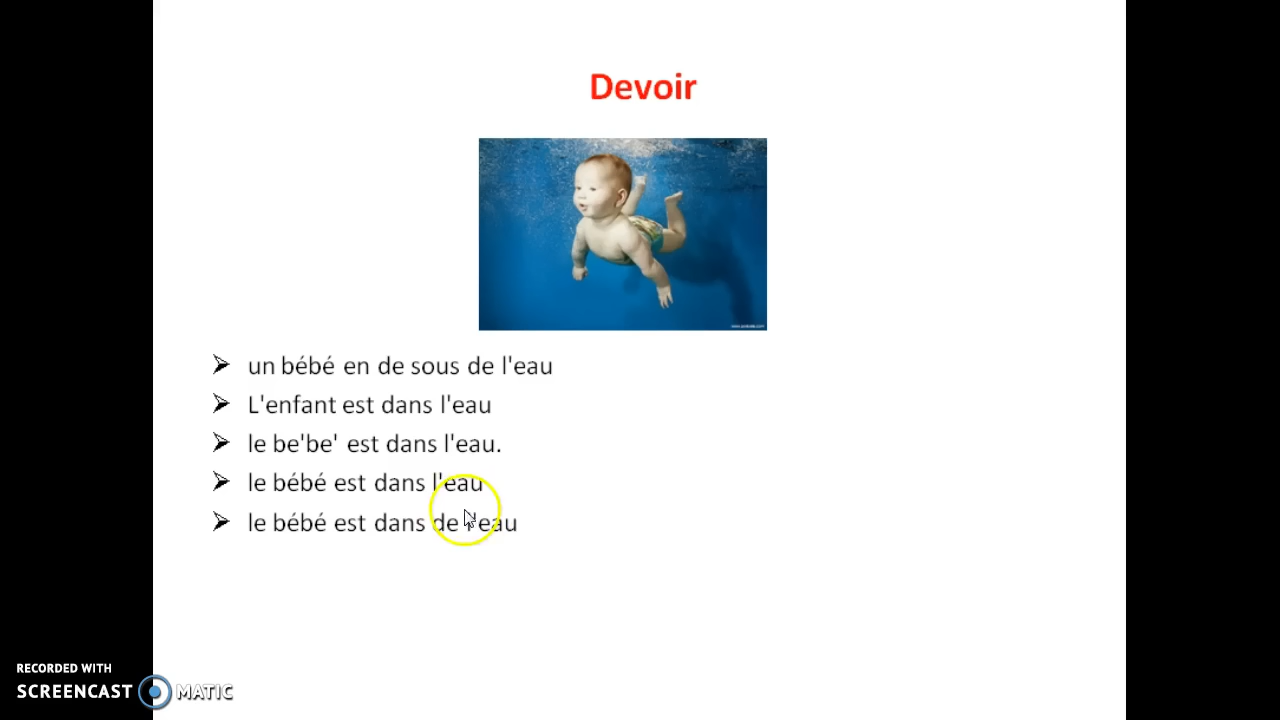 Devoir
un bébé en de sous de l'eau
L'enfant est dans l'eau
le be'be' est dans l'eau.
le bébé est dans l'eau
le bébé est dans de l'eau
RECORDED WITH
SCREENCAST MATIC